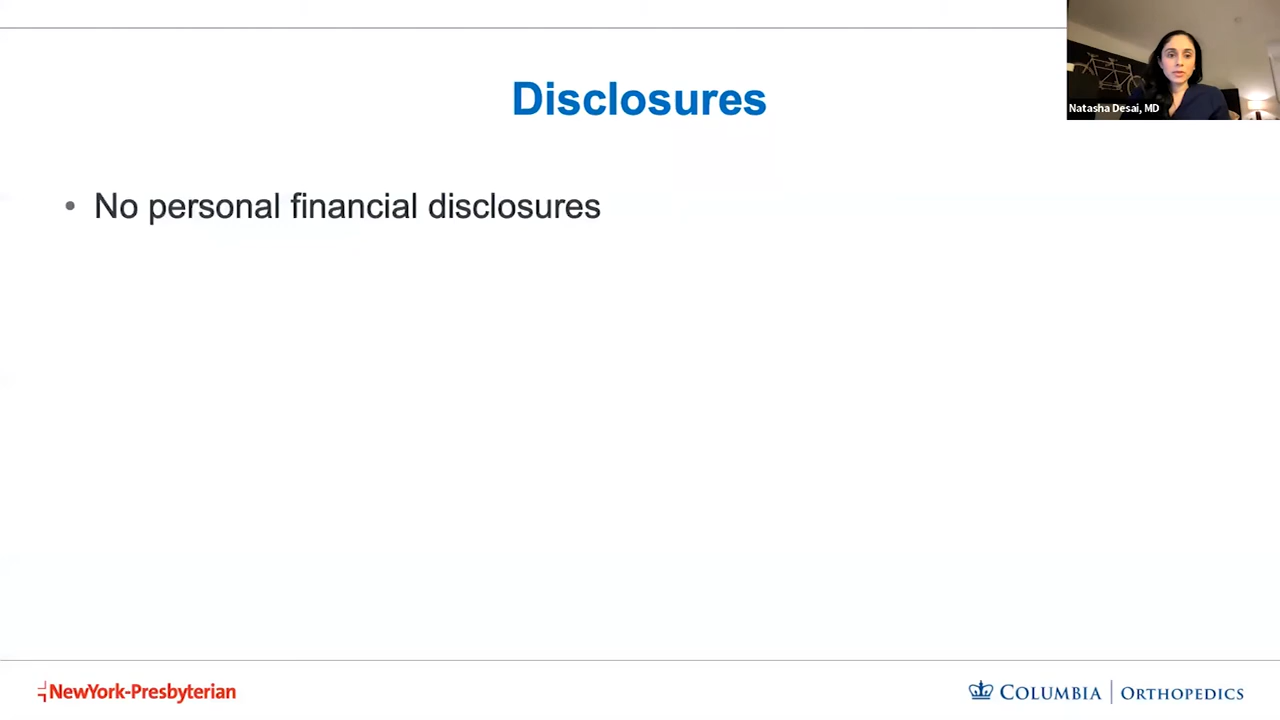 Disclosures
Natasha Desai, MD
• No personal financial disclosures
NewYork-Presbyterian
COLUMBIA | ORTHOPEDICS